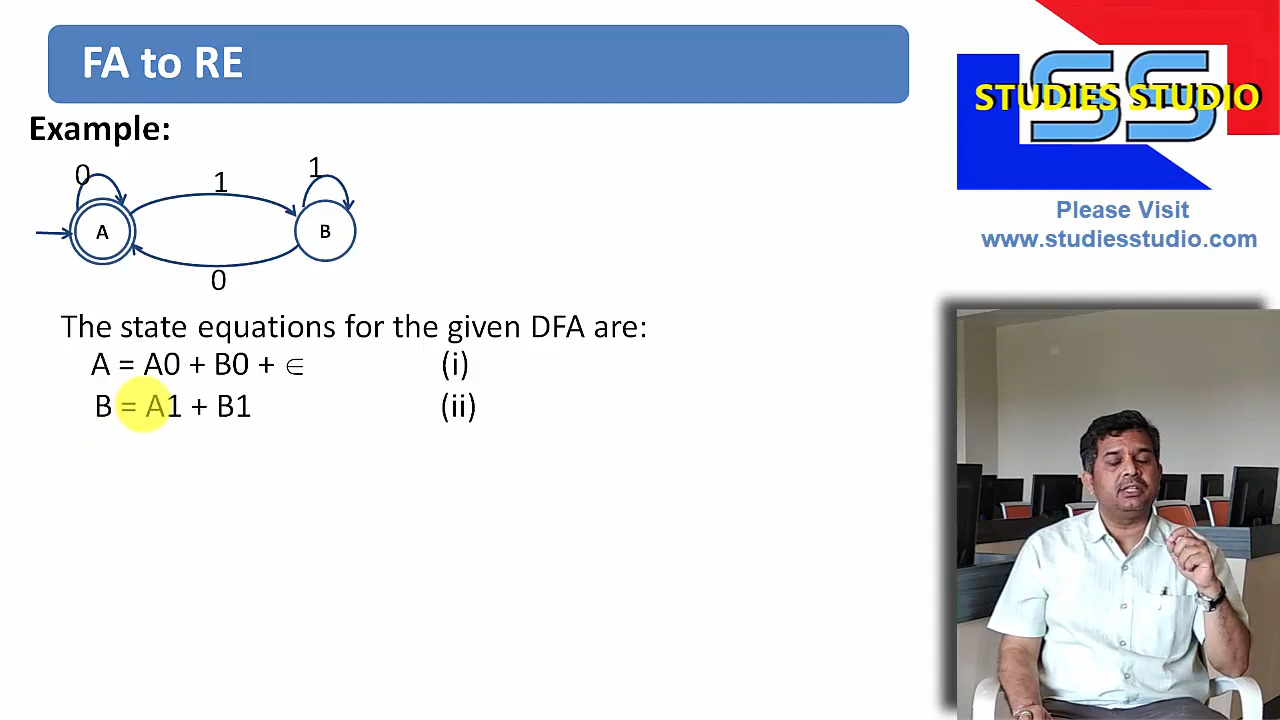 FA to RE
SS
STUDIES STUDIO
Please Visit
www.studiesstudio.com
Example:
0
1
1
A
B
0
The state equations for the given DFA are:
A = A0 + B0 + ∈ (i)
B = A1 + B1 (ii)